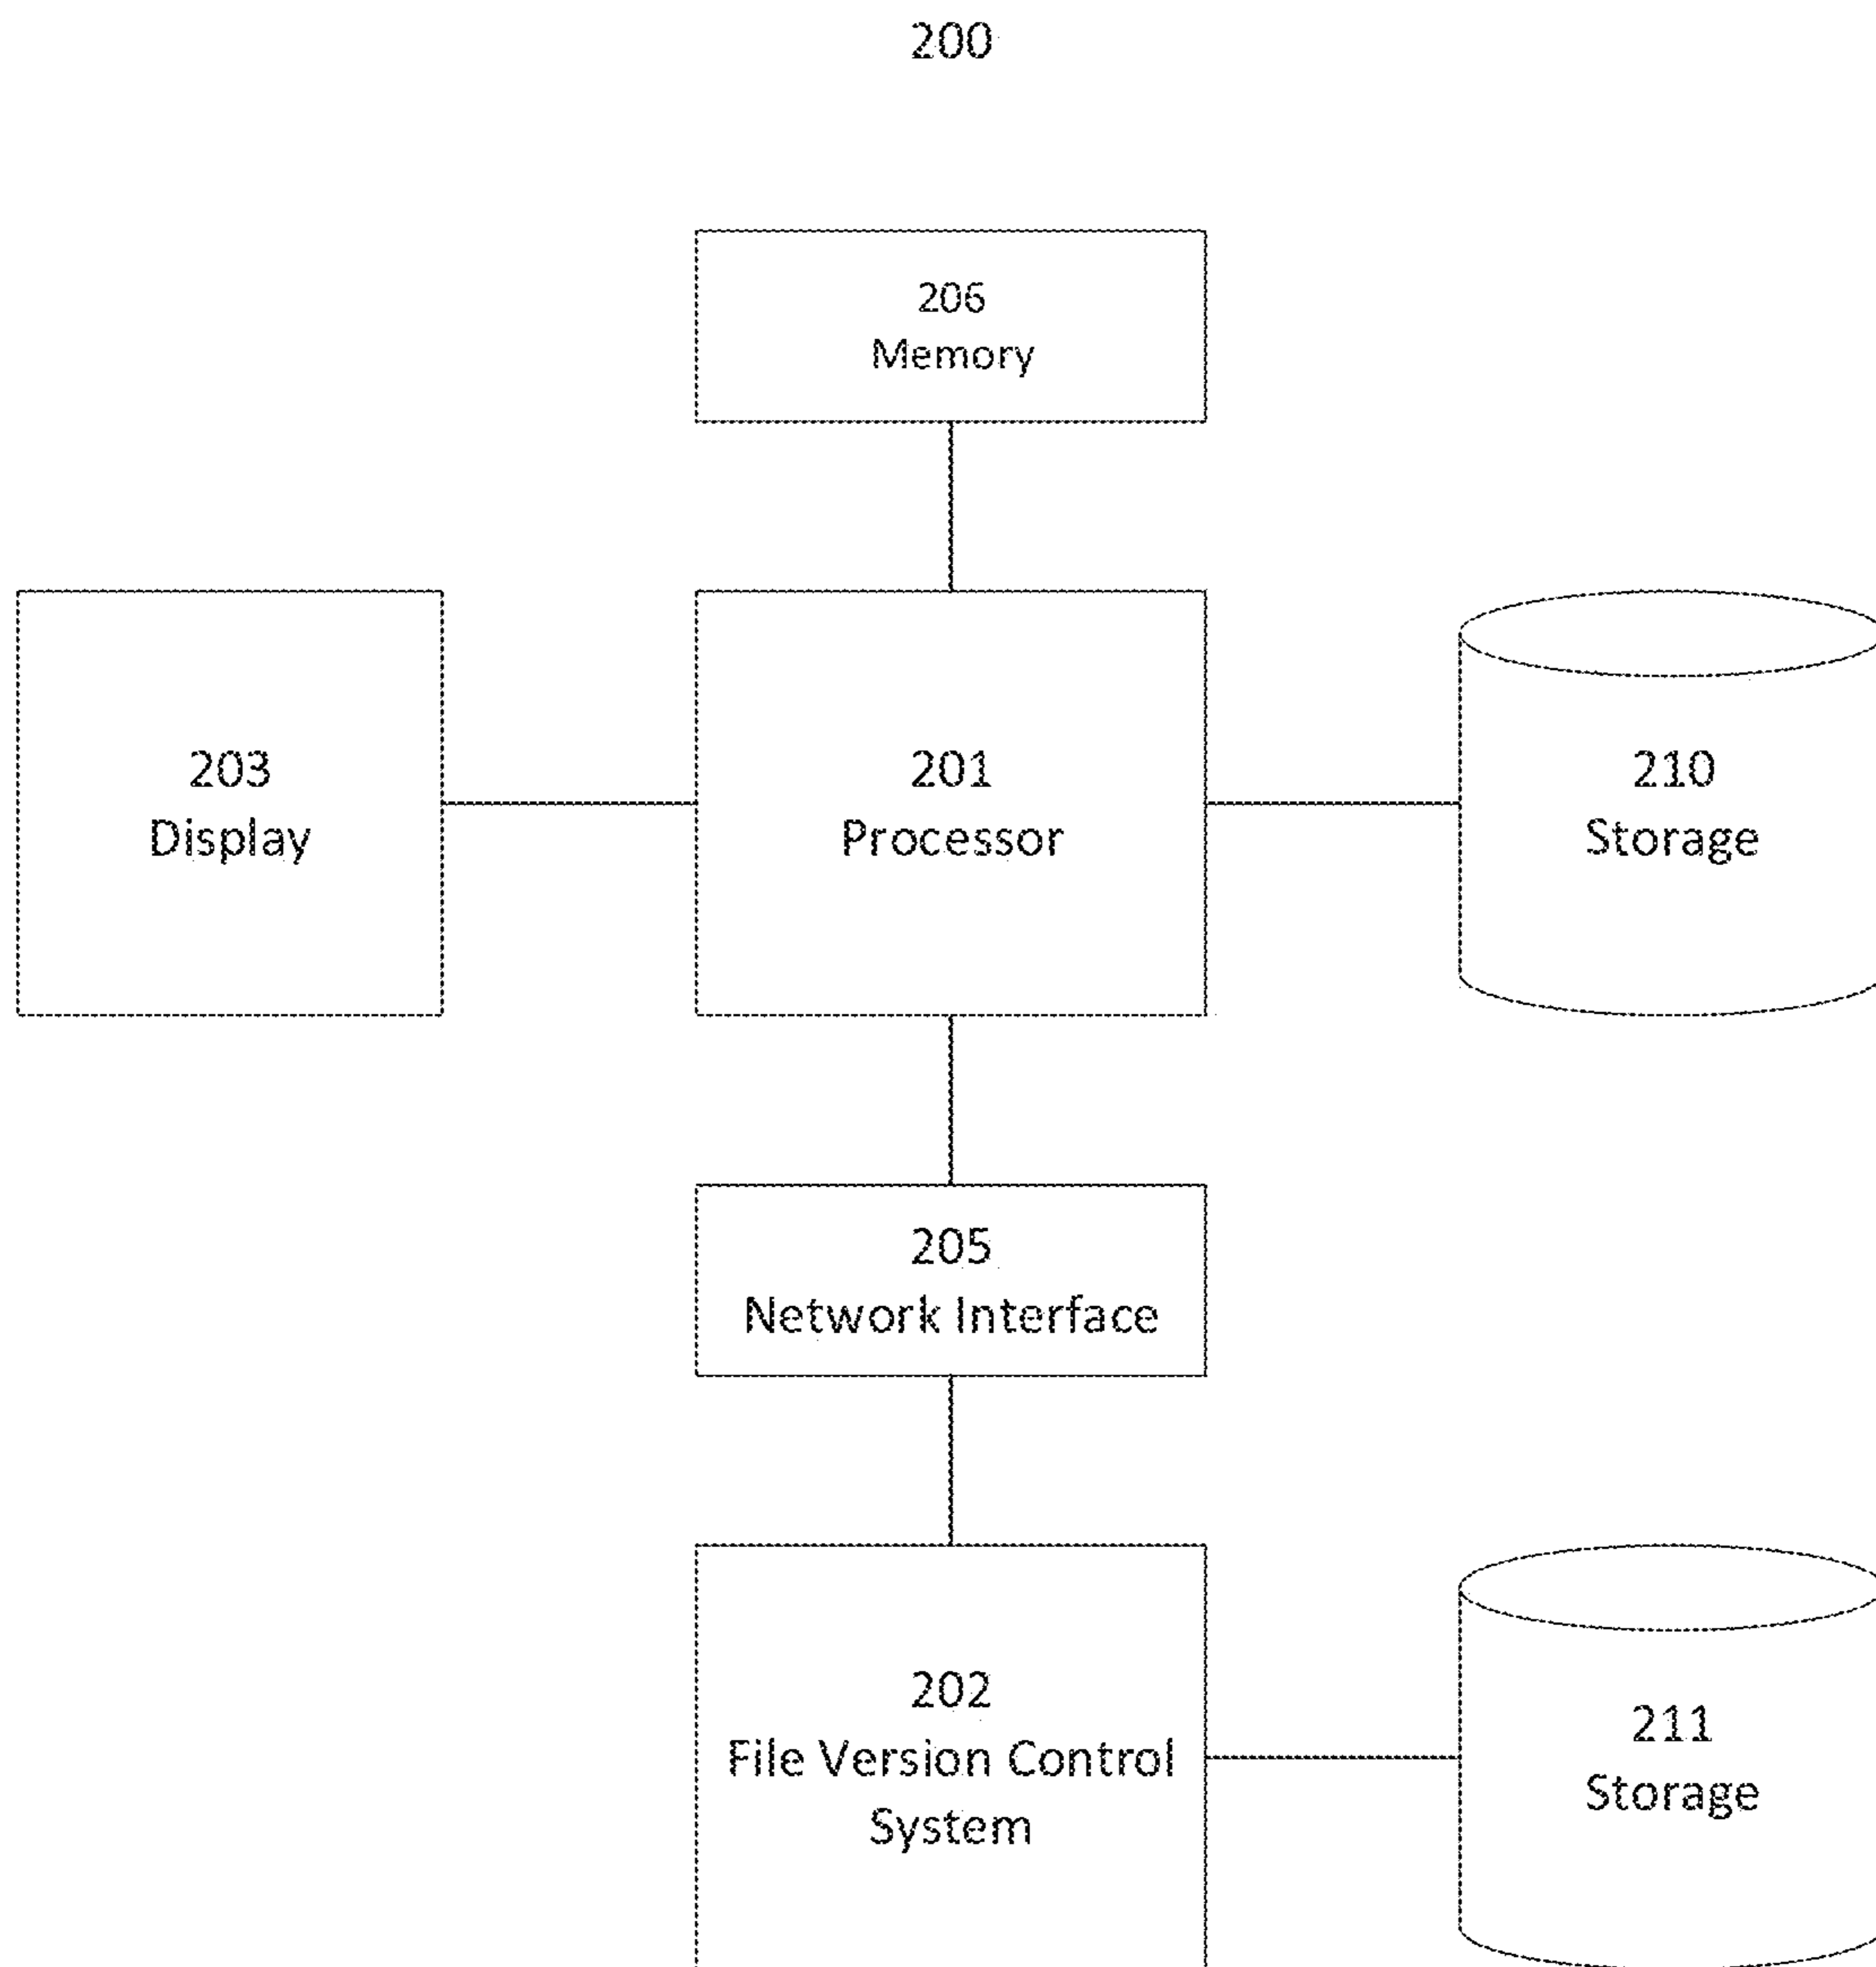 200
206
Memory
203
Display
201
Processor
210
Storage
205
Network Interface
202
File Version Control
System
211
Storage